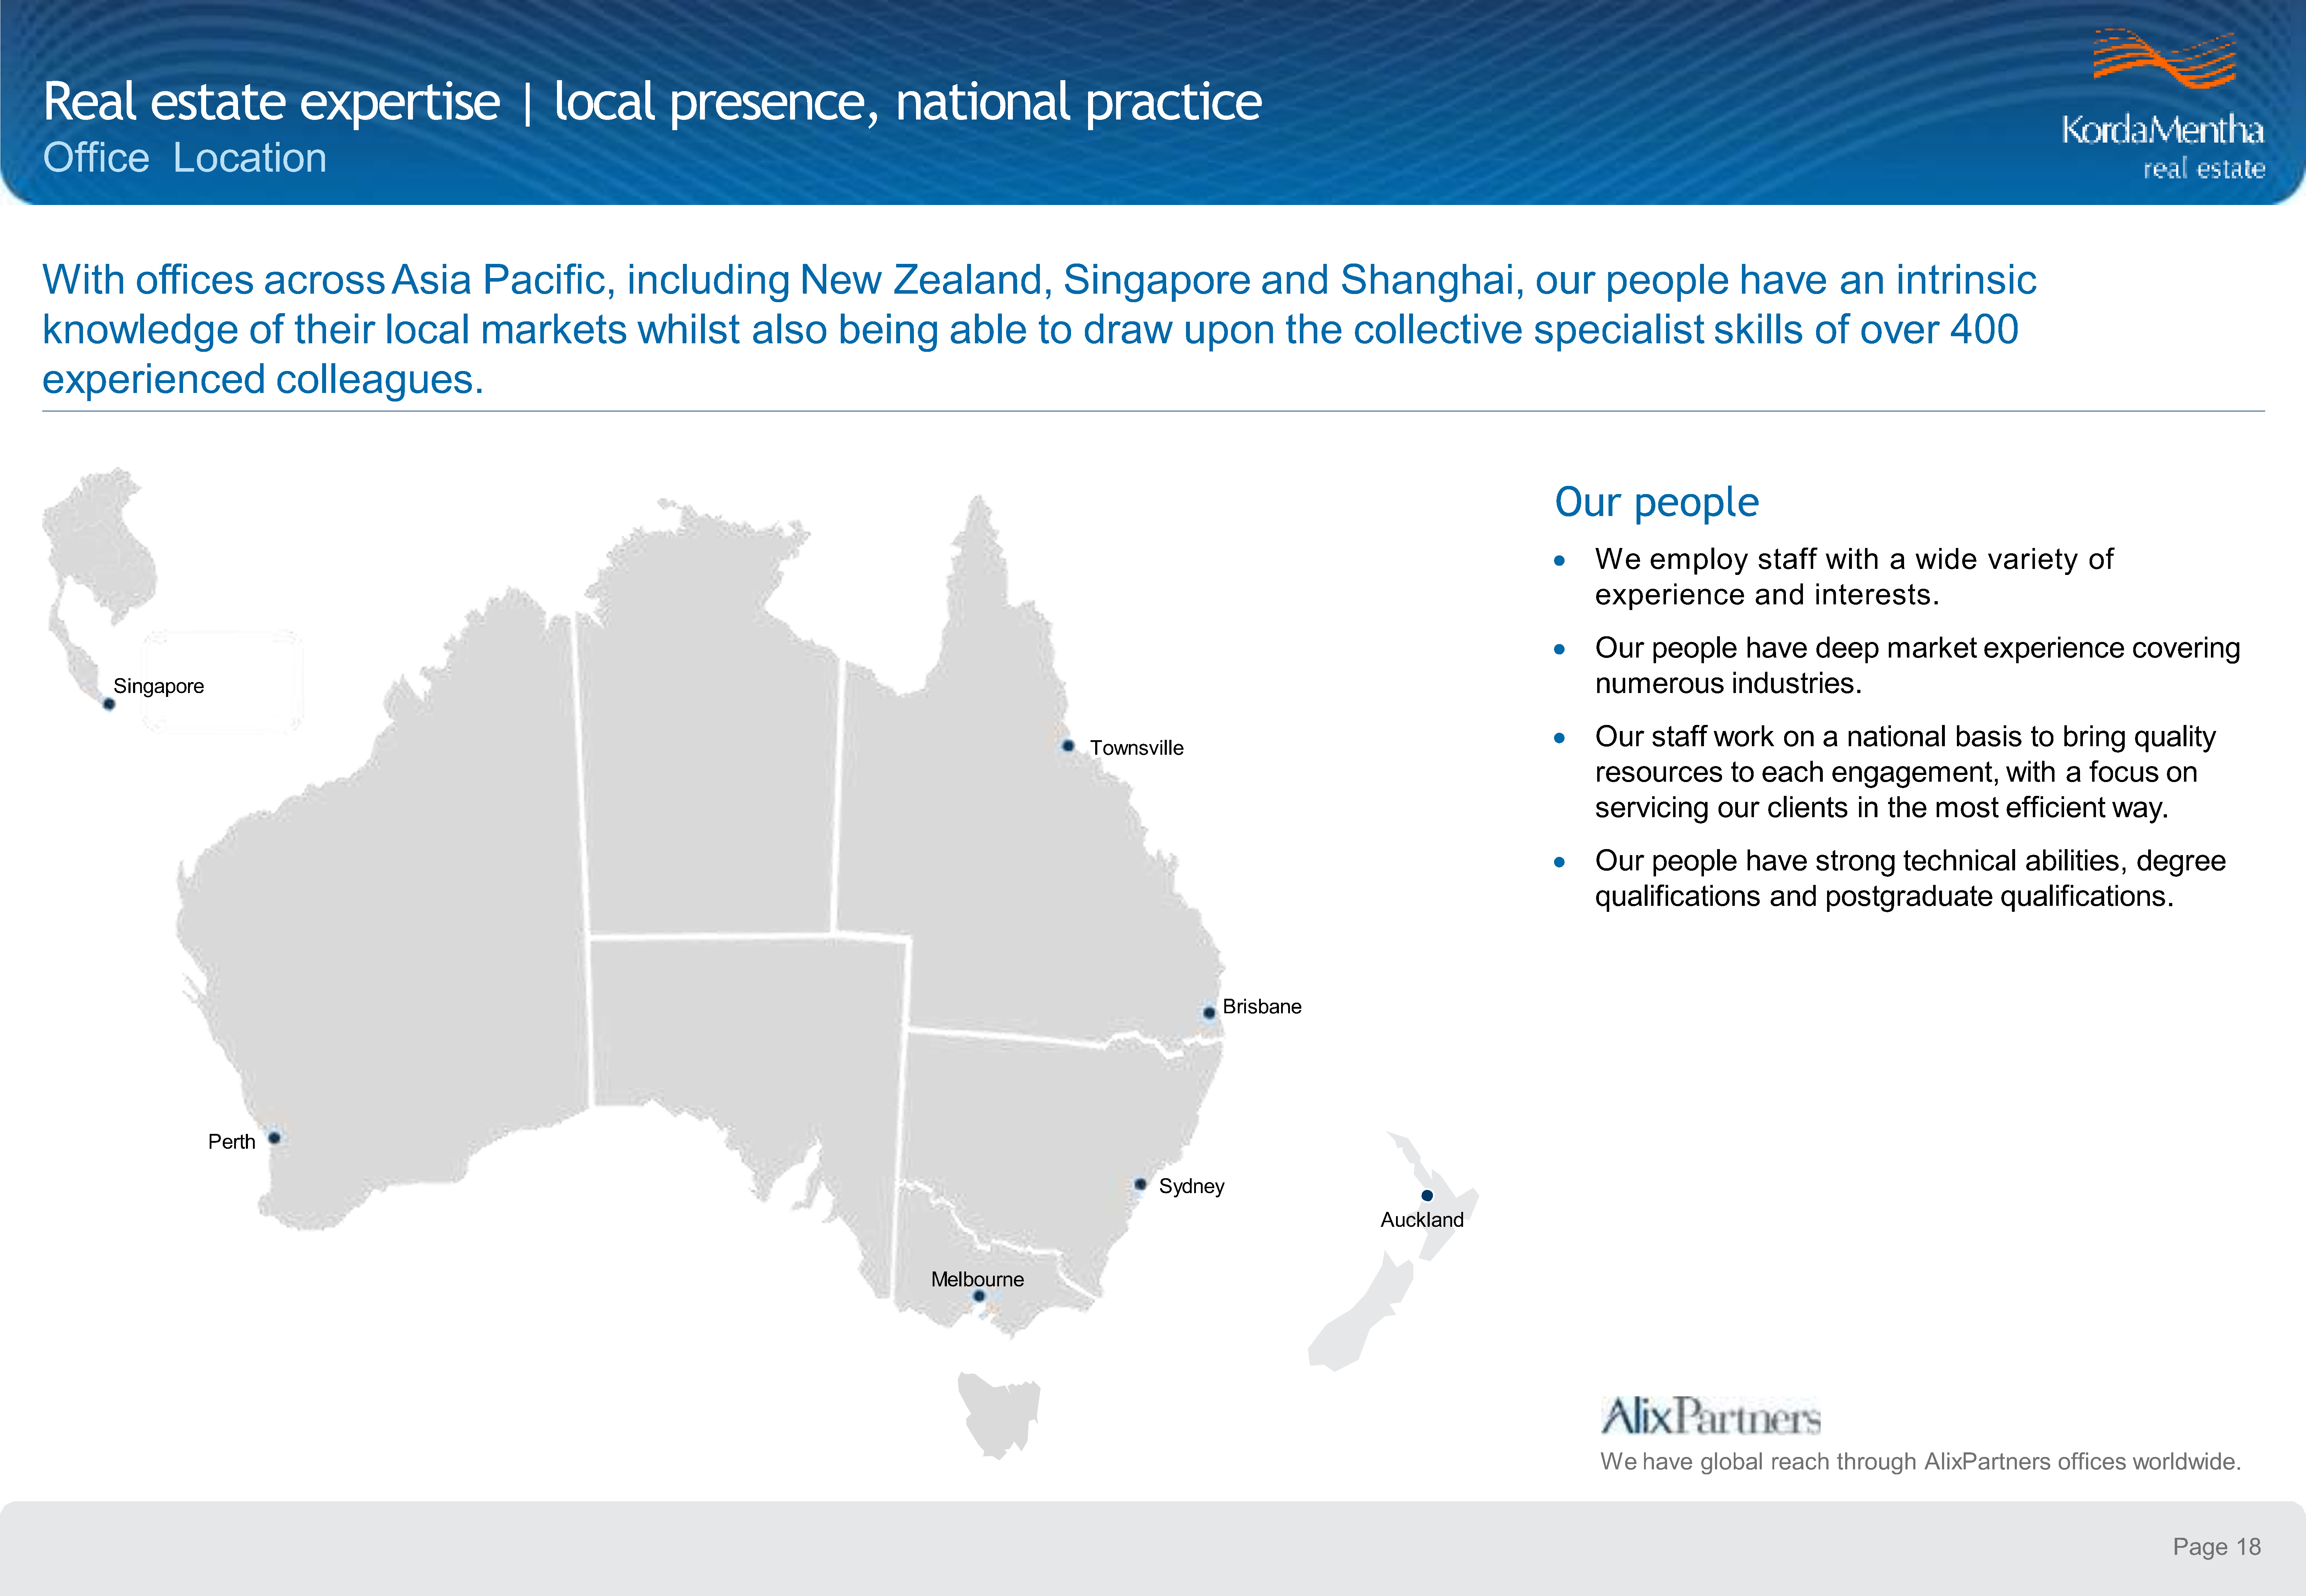 Real estate expertise | local presence, national practice
Office Location
KordaMentha
real estate
With offices across Asia Pacific, including New Zealand, Singapore and Shanghai, our people have an intrinsic
knowledge of their local markets whilst also being able to draw upon the collective specialist skills of over 400
experienced colleagues.
Singapore
Townsville
Brisbane
Perth
Sydney
Auckland
Melbourne
Our people
• We employ staff with a wide variety of
experience and interests.
• Our people have deep market experience covering
numerous industries.
• Our staff work on a national basis to bring quality
resources to each engagement, with a focus on
servicing our clients in the most efficient way.
• Our people have strong technical abilities, degree
qualifications and postgraduate qualifications.
AlixPartners
We have global reach through AlixPartners offices worldwide.
Page 18